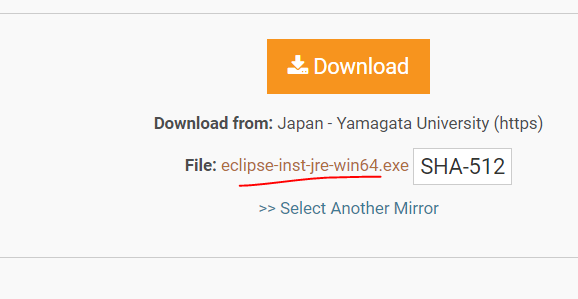 Download
Download from: Japan - Yamagata University (https)
File: eclipse-inst-jre-win64.exe SHA-512
>> Select Another Mirror